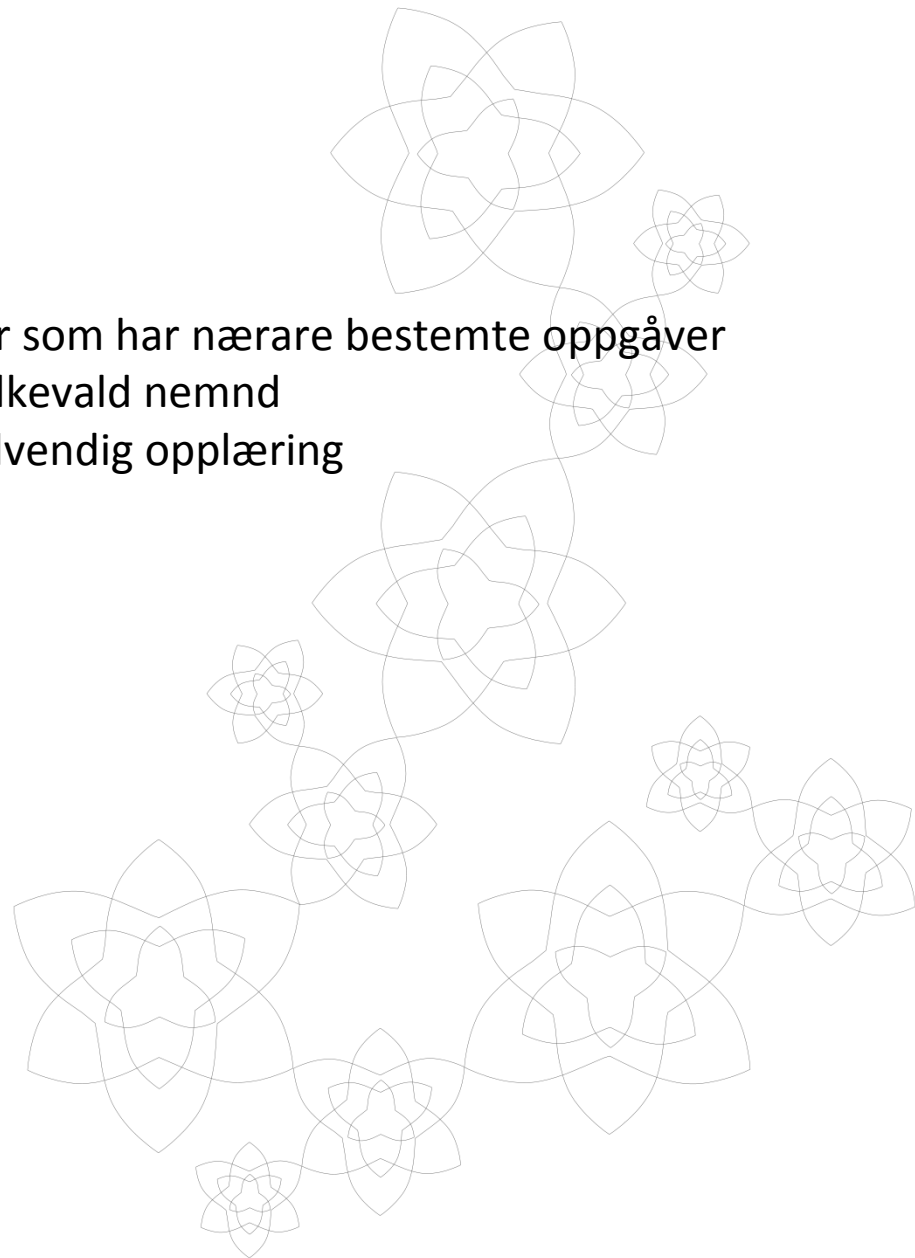 r som har nærare bestemte oppgåver
lkevald nemnd
lvendig opplæring